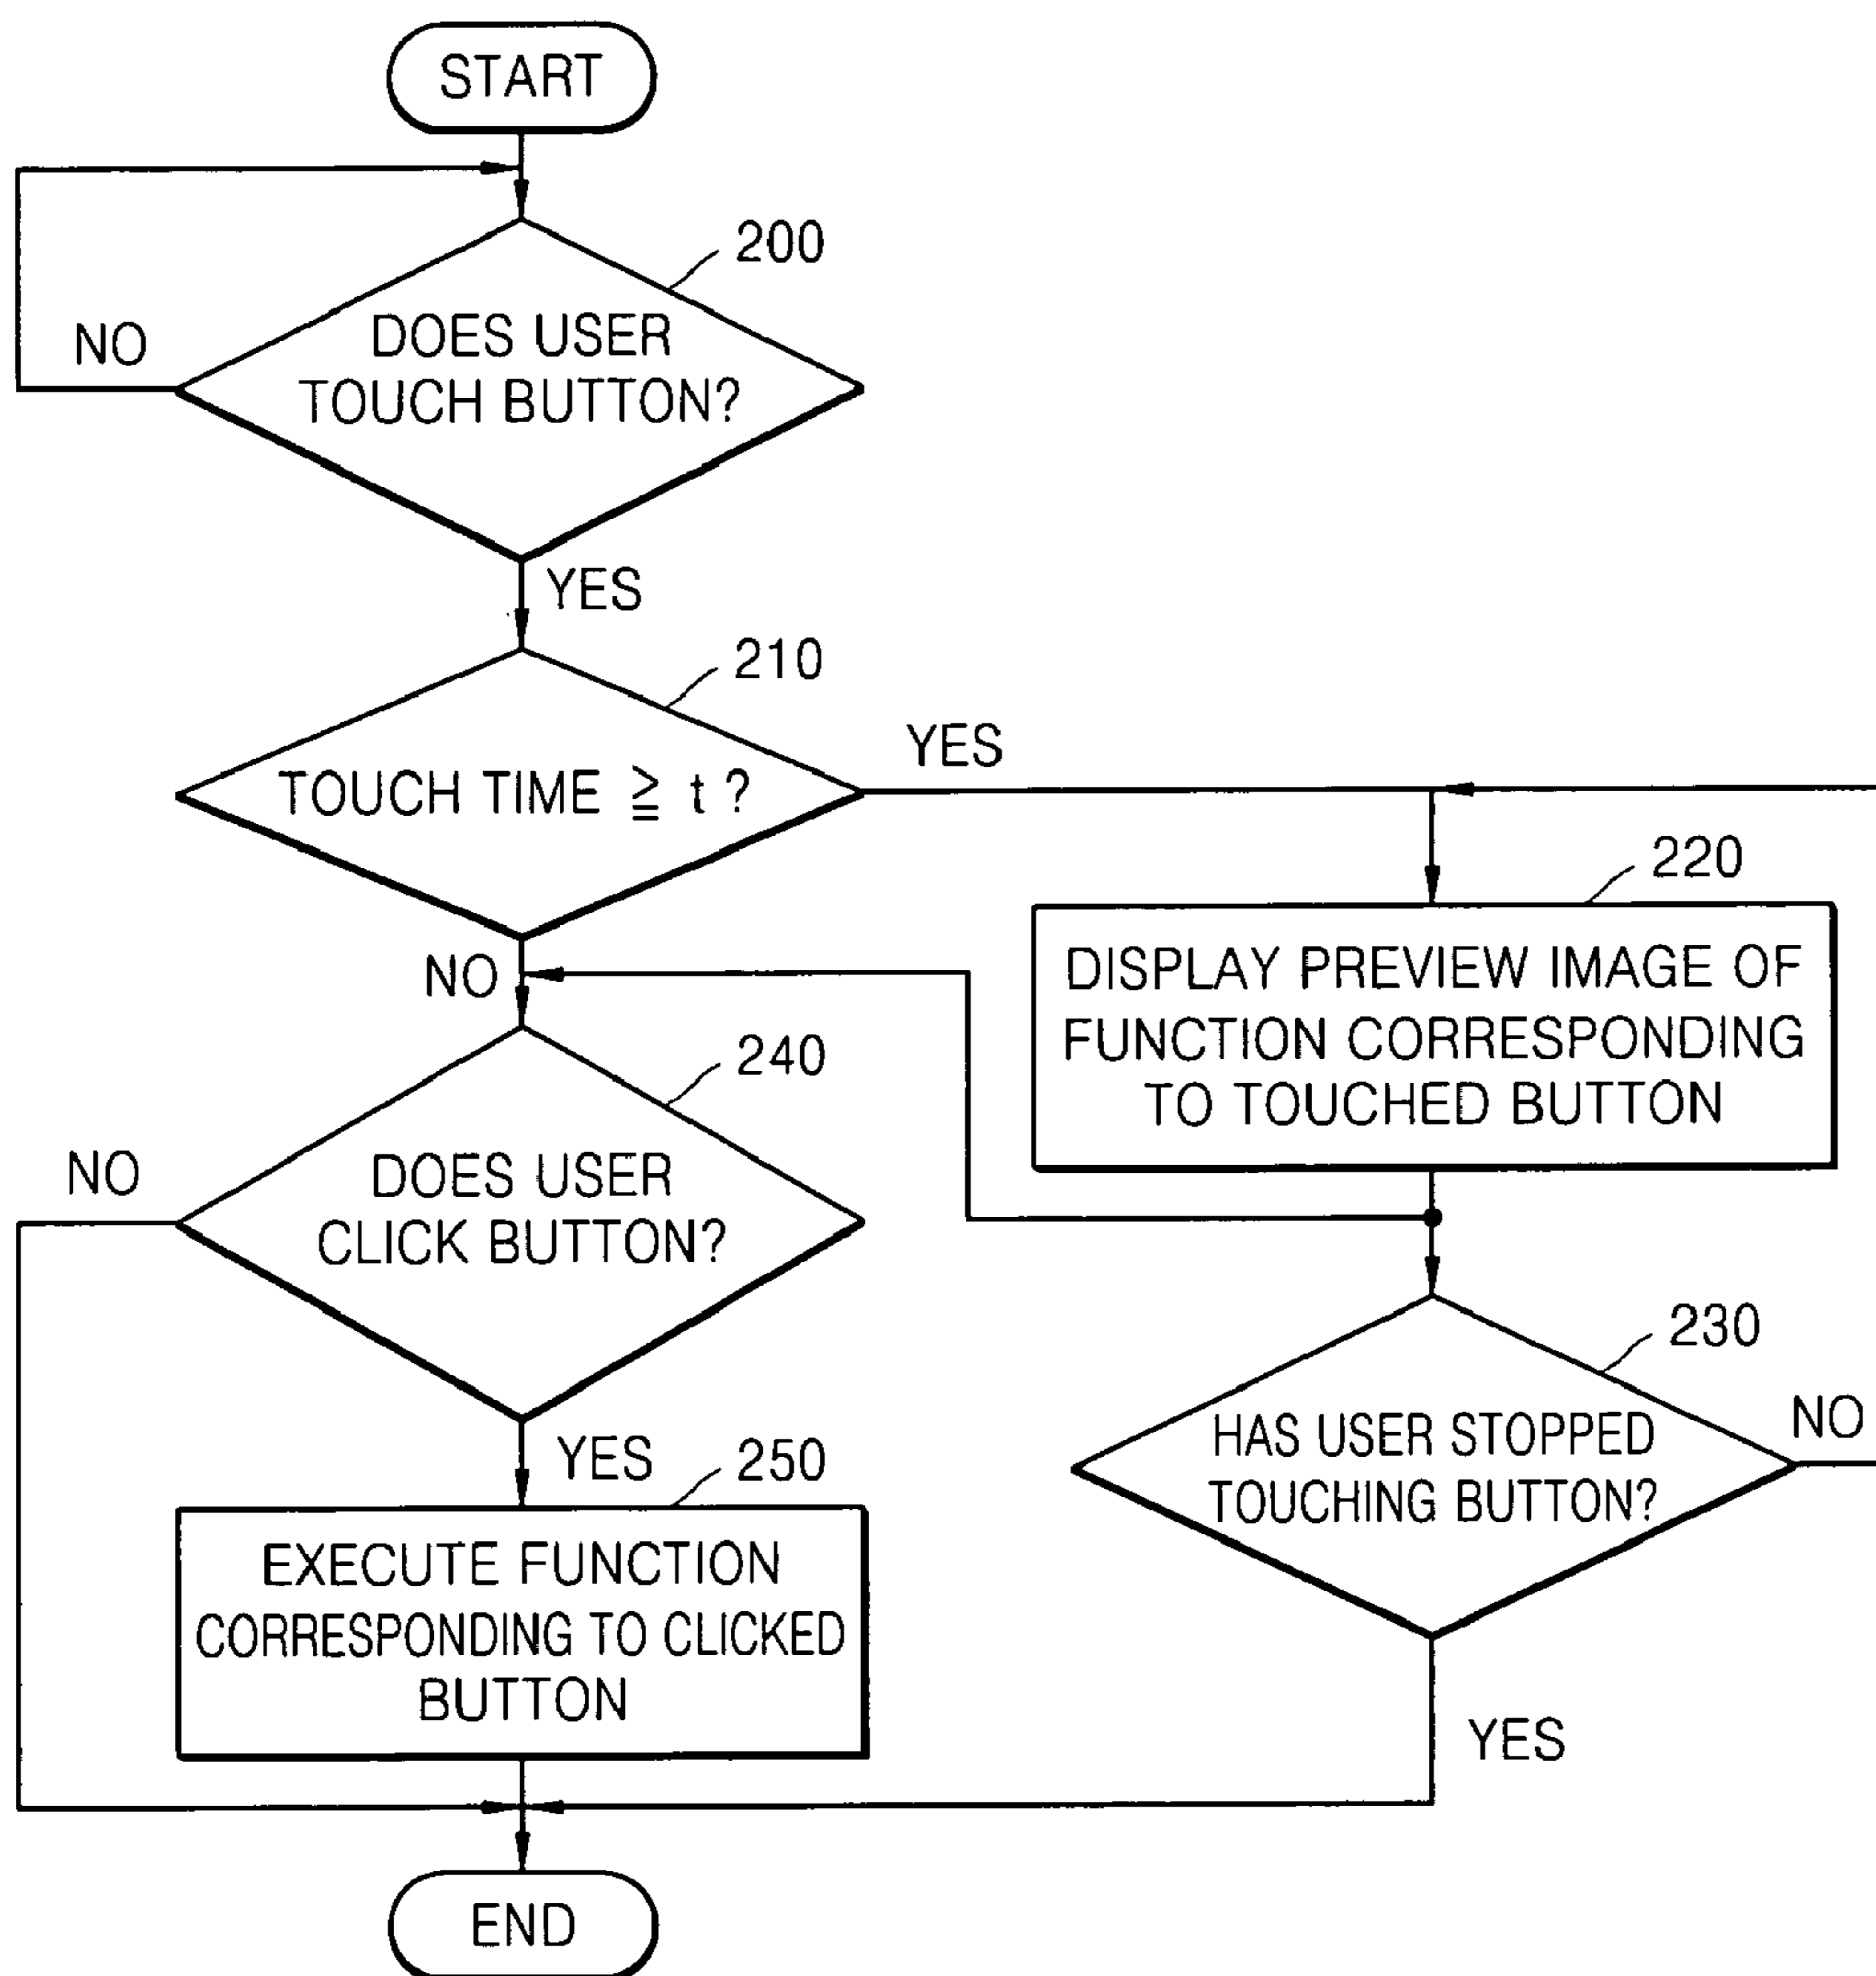 START
200
NO
DOES USER
TOUCH BUTTON?
YES
210
TOUCH TIME ≧ t ?
YES
220
DISPLAY PREVIEW IMAGE OF
FUNCTION CORRESPONDING
TO TOUCHED BUTTON
NO
240
NO
DOES USER
CLICK BUTTON?
230
HAS USER STOPPED
TOUCHING BUTTON?
NO
YES
250
EXECUTE FUNCTION
CORRESPONDING TO CLICKED
BUTTON
YES
END